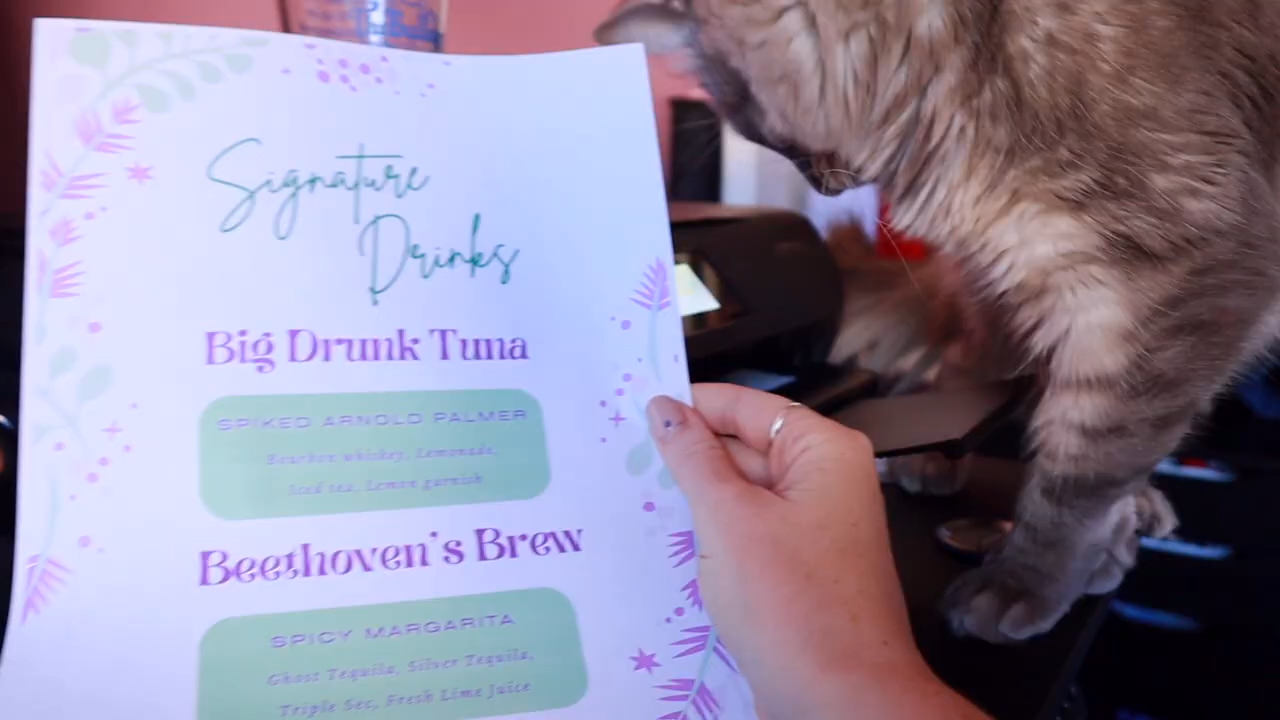 Signature
Drinks
Big Drunk Tuna
SPIKED ARNOLD PALMER
Bourbon whiskey, Lemonade,
Iced tea, Lemon garnish
Beethoven's Brew
SPICY MARGARITA
Ghost Tequila, Silver Tequila,
Triple Sec, Fresh Lime Juice